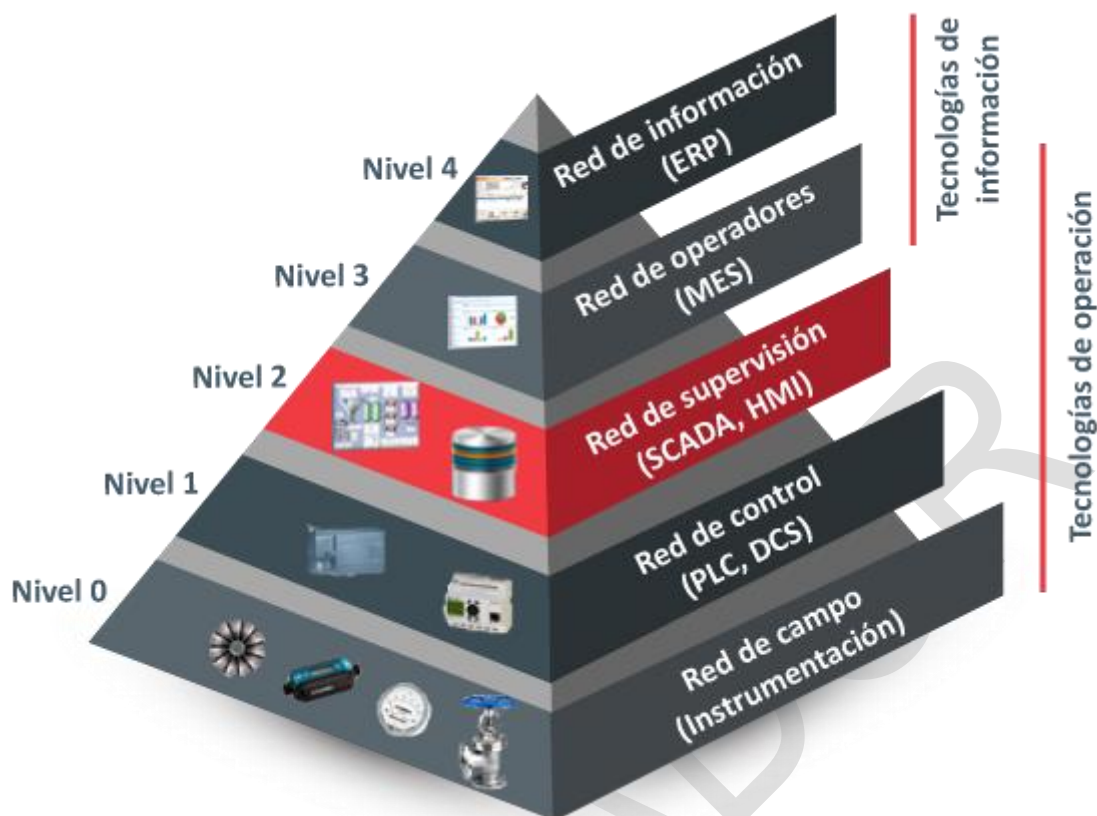 Nivel 4
Red de información
(ERP)
Nivel 3
Red de operadores
(MES)
Nivel 2
Red de supervisión
(SCADA, HMI)
Nivel 1
Red de control
(PLC, DCS)
Nivel 0
Red de campo
(Instrumentación)
Tecnologías de
información
Tecnologías de operación